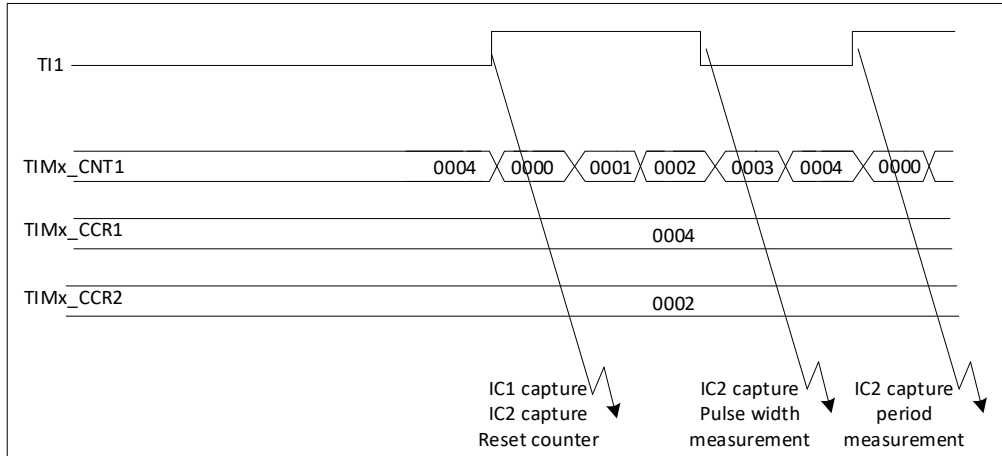 TI1
TIMx_CNT1
0004 0000 0001 0002 0003 0004 0000
TIMx_CCR1
0004
TIMx_CCR2
0002
IC1 capture
IC2 capture
Reset counter
IC2 capture
Pulse width
measurement
IC2 capture
period
measurement